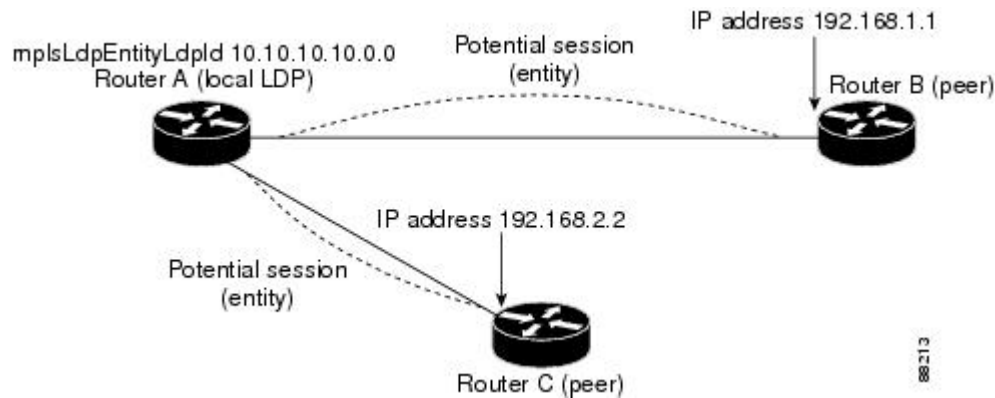 IP address 192.168.1.1
Potential session
(entity)
mplsLdpEntityLdpId 10.10.10.10.0.0
Router A (local LDP)
Router B (peer)
IP address 192.168.2.2
Potential session
(entity)
Router C (peer)
88213